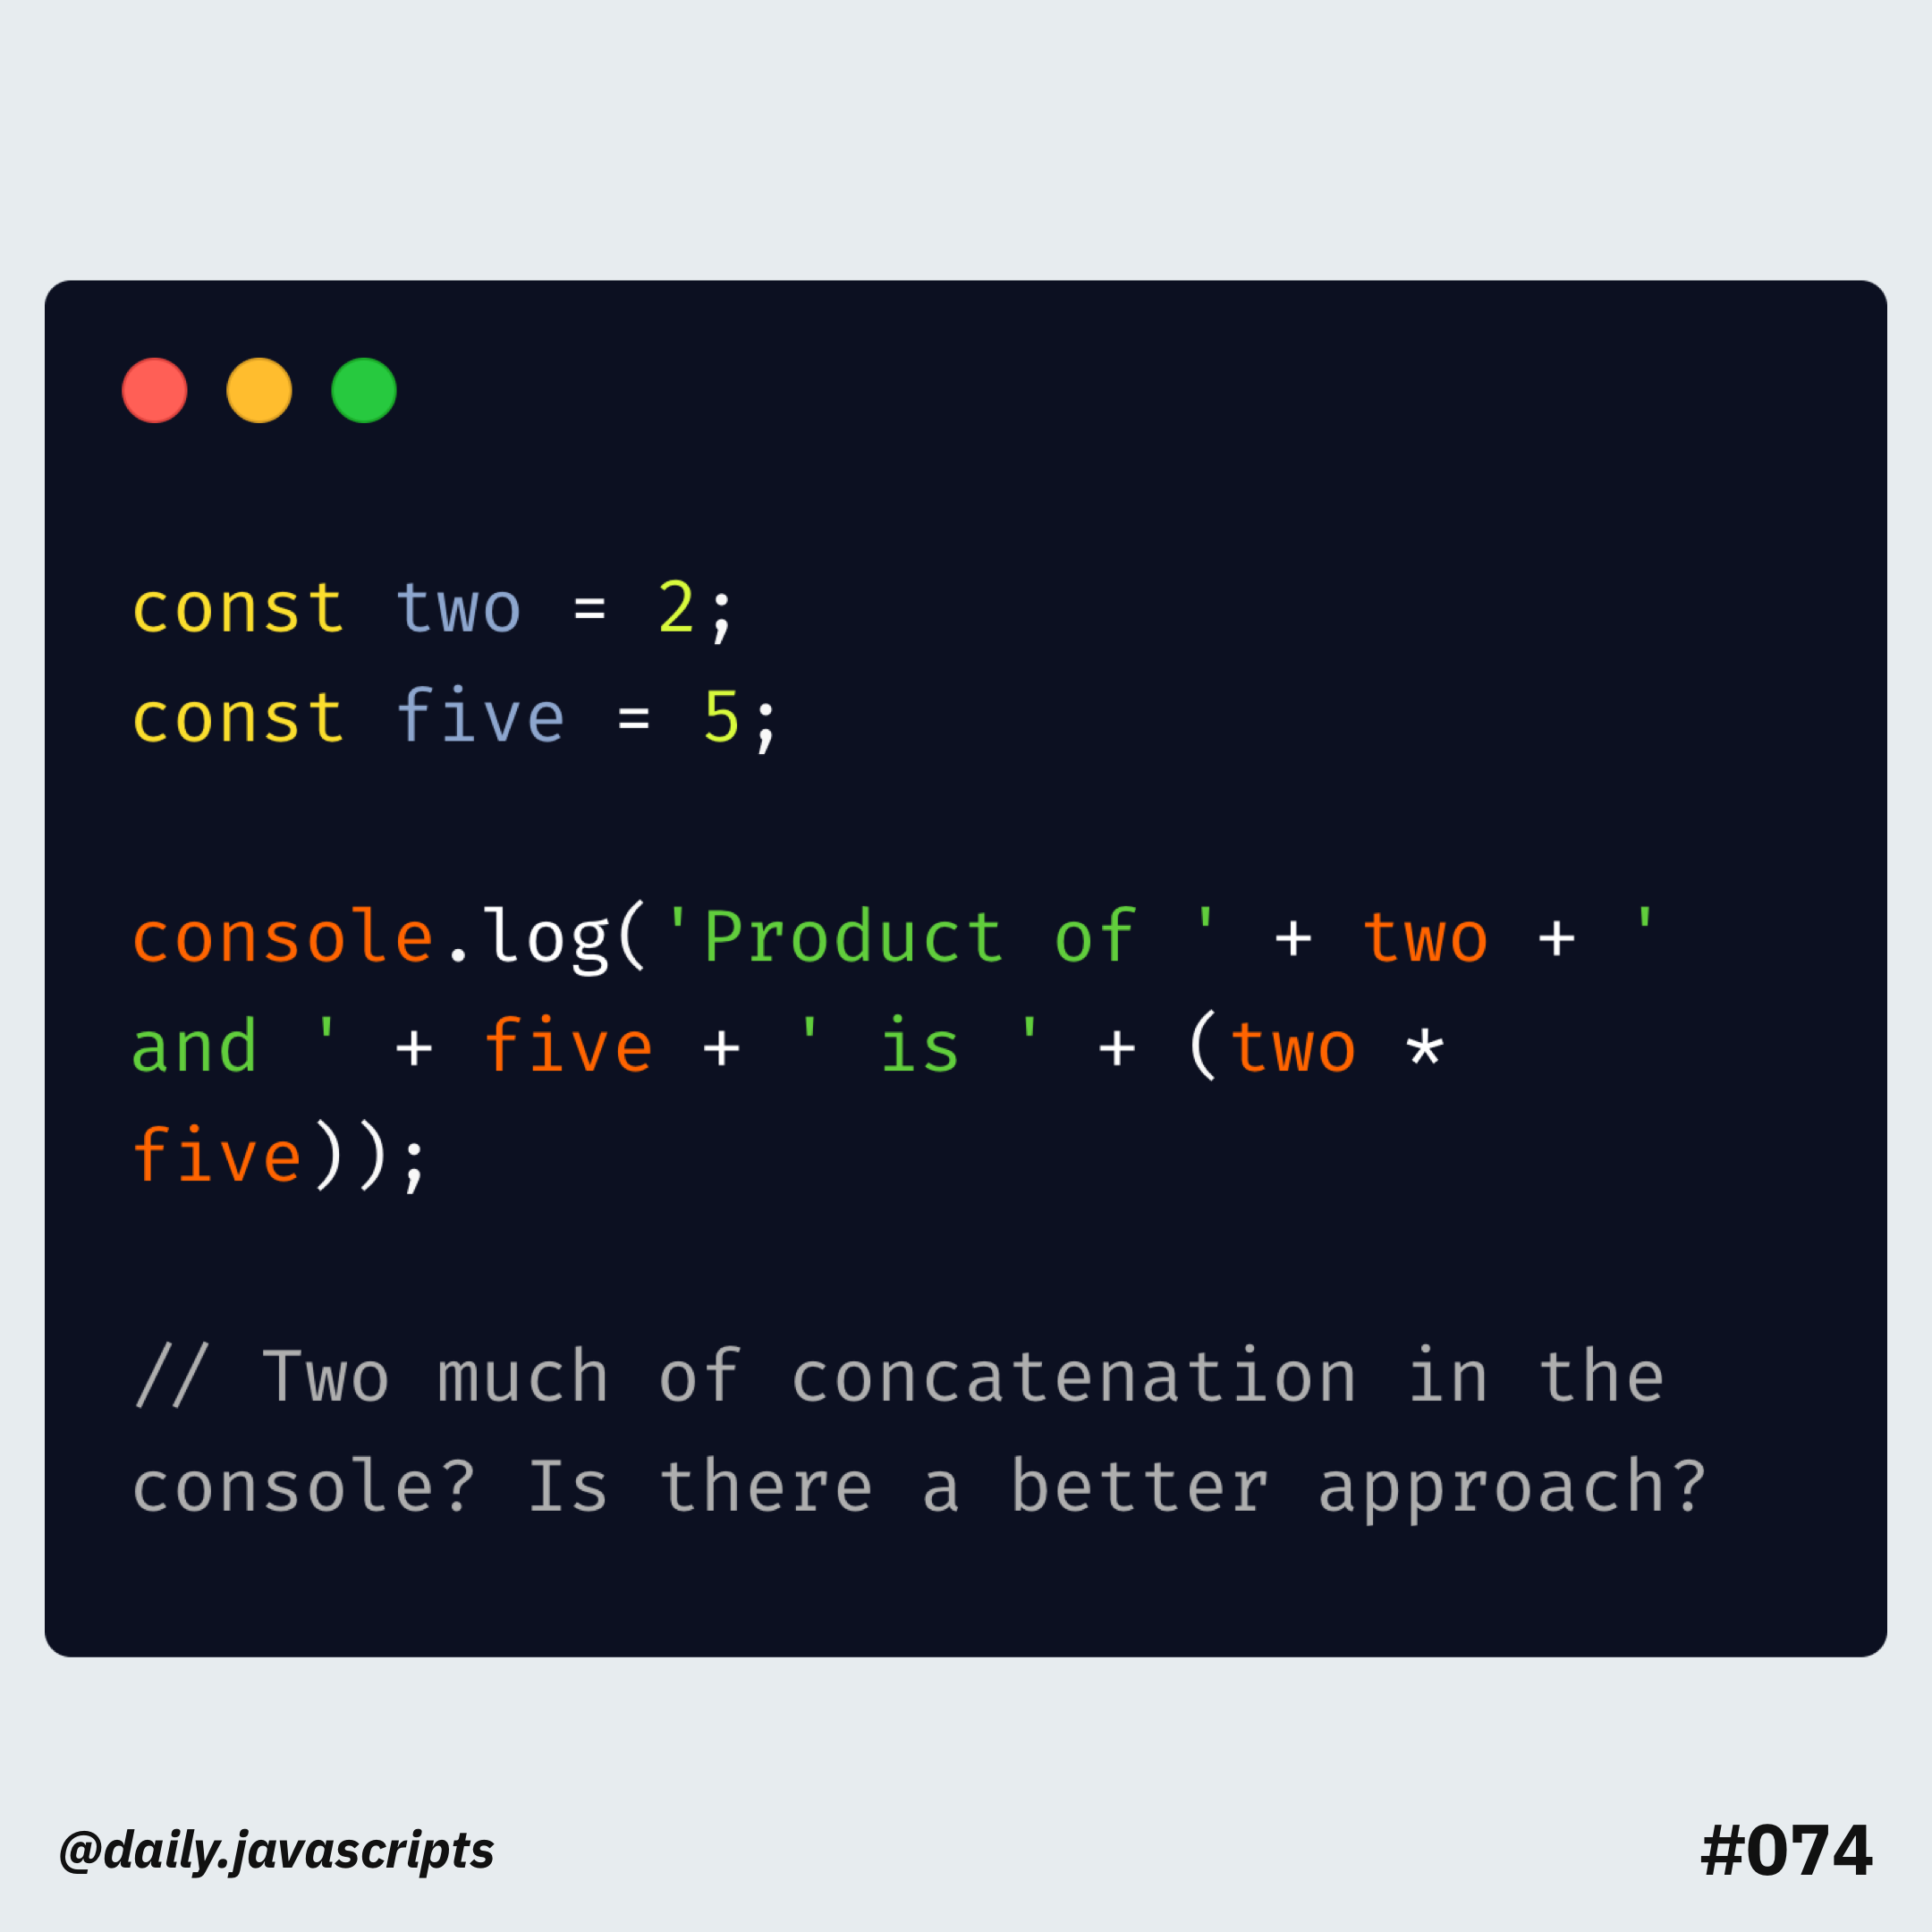 const two = 2;
const five = 5;
console.log('Product of ' + two + '
and ' + five + ' is ' + (two *
five));
// Two much of concatenation in the
console? Is there a better approach?
@daily.javascripts
#074